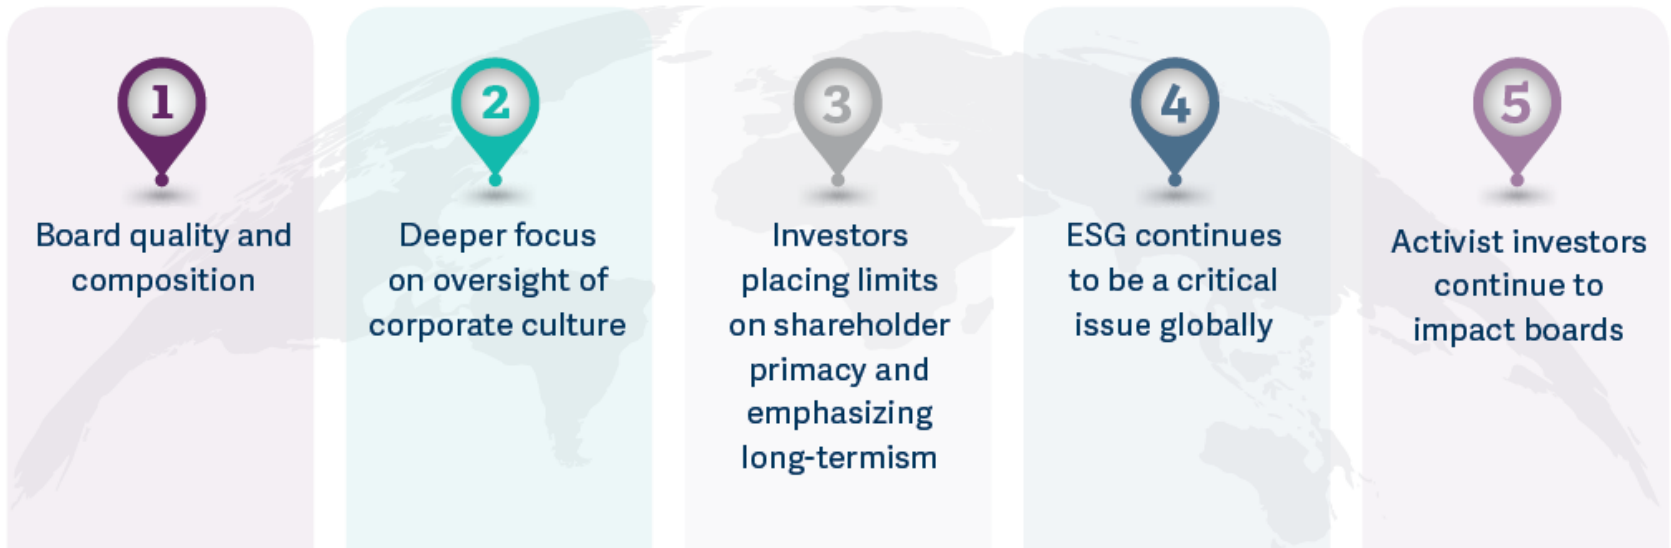 1
Board quality and
composition
2
Deeper focus
on oversight of
corporate culture
3
Investors
placing limits
on shareholder
primacy and
emphasizing
long-termism
4
ESG continues
to be a critical
issue globally
5
Activist investors
continue to
impact boards